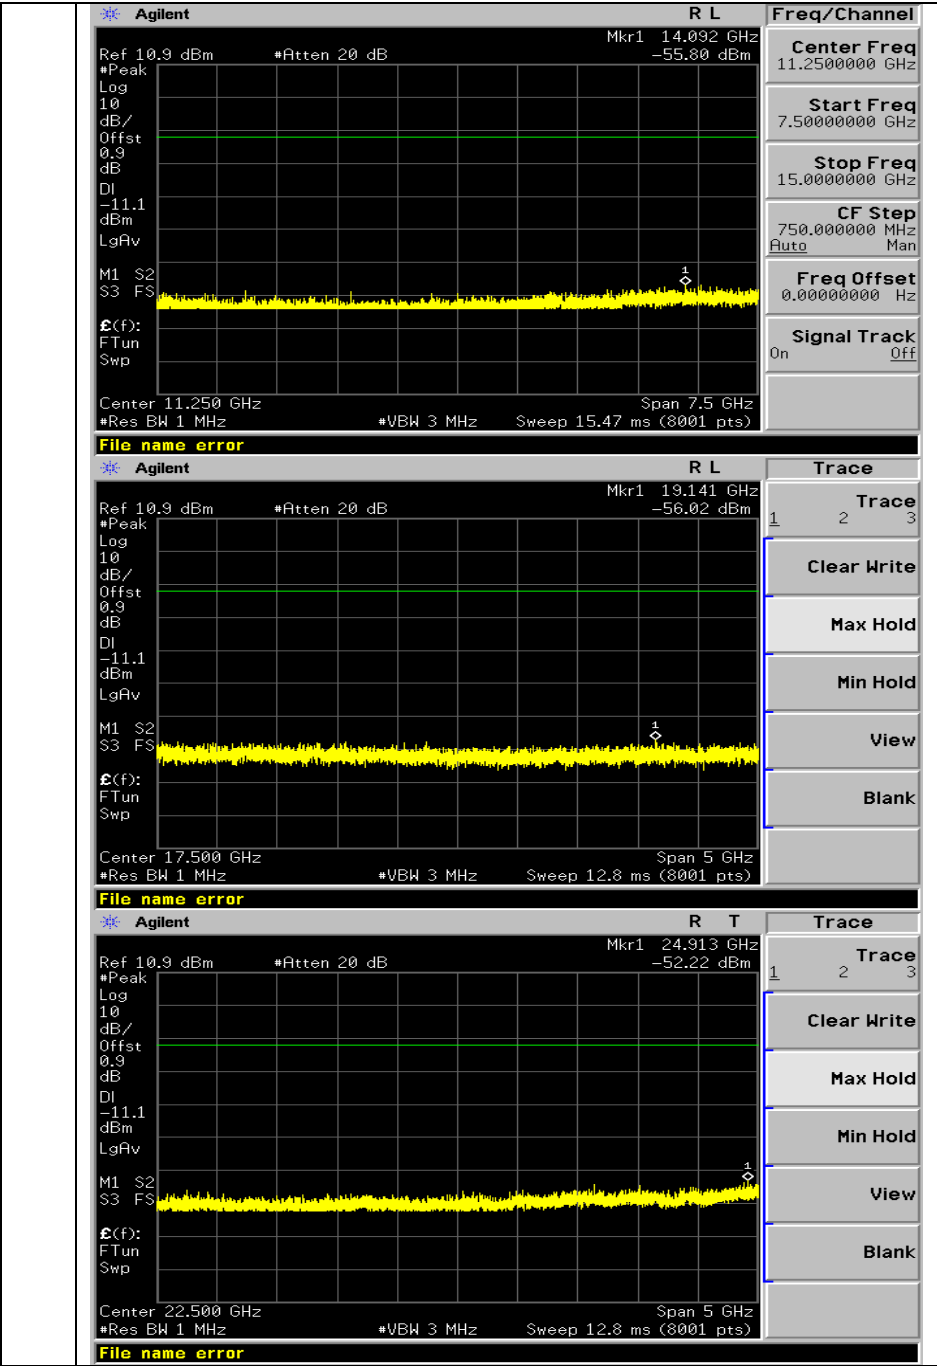 Agilent R L Freq/Channel
Mkr1 14.092 GHz
Ref 10.9 dBm #Atten 20 dB -55.80 dBm
#Peak
Log
10
dB/
Offst
0.9
dB
DI
-11.1
dBm
LgAv
M1 S2
S3 FS
£(f):
FTun
Swp
1
Center 11.250 GHz Span 7.5 GHz
#Res BW 1 MHz #VBW 3 MHz Sweep 15.47 ms (8001 pts)
File name error
Center Freq
11.2500000 GHz
Start Freq
7.50000000 GHz
Stop Freq
15.0000000 GHz
CF Step
750.000000 MHz
Auto Man
Freq Offset
0.00000000 Hz
Signal Track
On Off
Agilent R L Trace
Mkr1 19.141 GHz
Ref 10.9 dBm #Atten 20 dB -56.02 dBm
#Peak
Log
10
dB/
Offst
0.9
dB
DI
-11.1
dBm
LgAv
M1 S2
S3 FS
£(f):
FTun
Swp
1
Center 17.500 GHz Span 5 GHz
#Res BW 1 MHz #VBW 3 MHz Sweep 12.8 ms (8001 pts)
File name error
Trace
1 2 3
Clear Write
Max Hold
Min Hold
View
Blank
Agilent R T Trace
Mkr1 24.913 GHz
Ref 10.9 dBm #Atten 20 dB -52.22 dBm
#Peak
Log
10
dB/
Offst
0.9
dB
DI
-11.1
dBm
LgAv
M1 S2
S3 FS
£(f):
FTun
Swp
1
Center 22.500 GHz Span 5 GHz
#Res BW 1 MHz #VBW 3 MHz Sweep 12.8 ms (8001 pts)
File name error
Trace
1 2 3
Clear Write
Max Hold
Min Hold
View
Blank